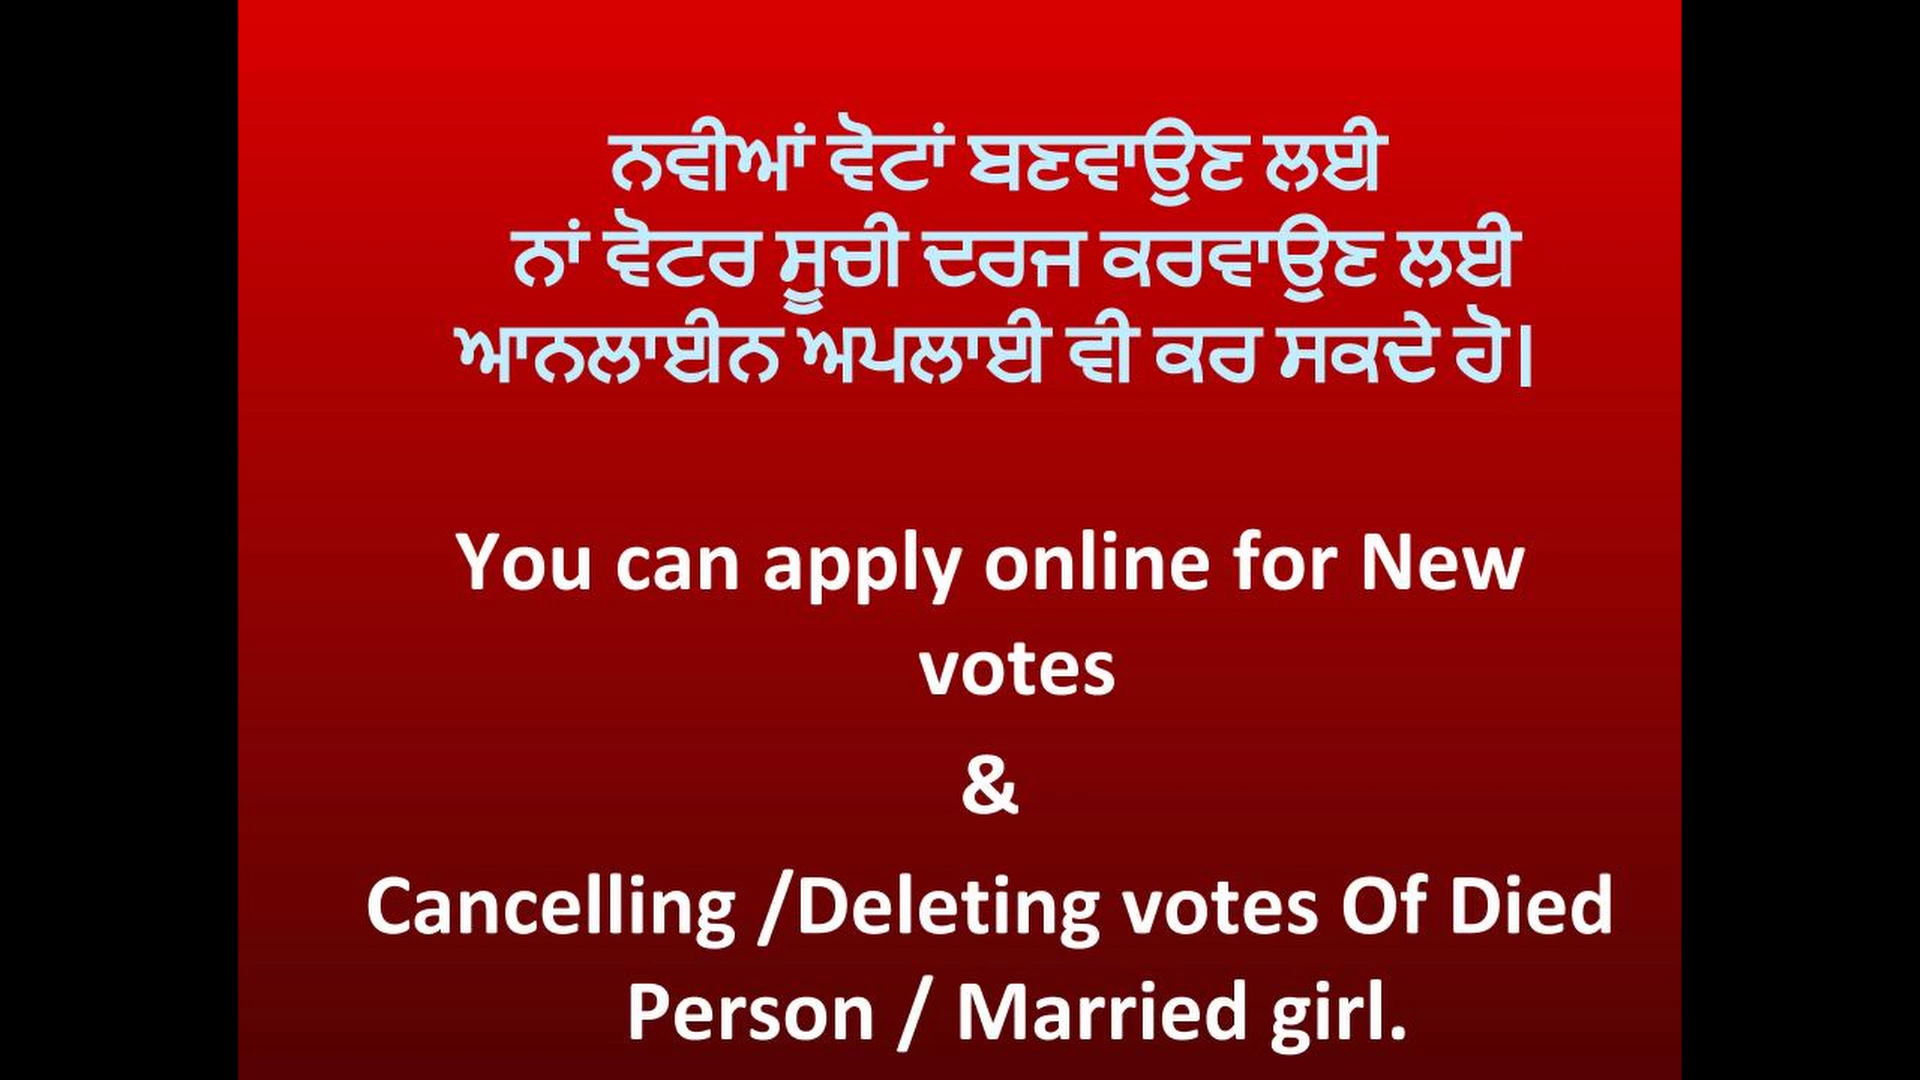 ਨਵੀਆਂ ਵੋਟਾਂ ਬਣਵਾਉਣ ਲਈ
ਨਾਂ ਵੋਟਰ ਸੂਚੀ ਦਰਜ ਕਰਵਾਉਣ ਲਈ
ਆਨਲਾਈਨ ਅਪਲਾਈ ਵੀ ਕਰ ਸਕਦੇ ਹੋ।
You can apply online for New
votes
&
Cancelling /Deleting votes Of Died
Person / Married girl.